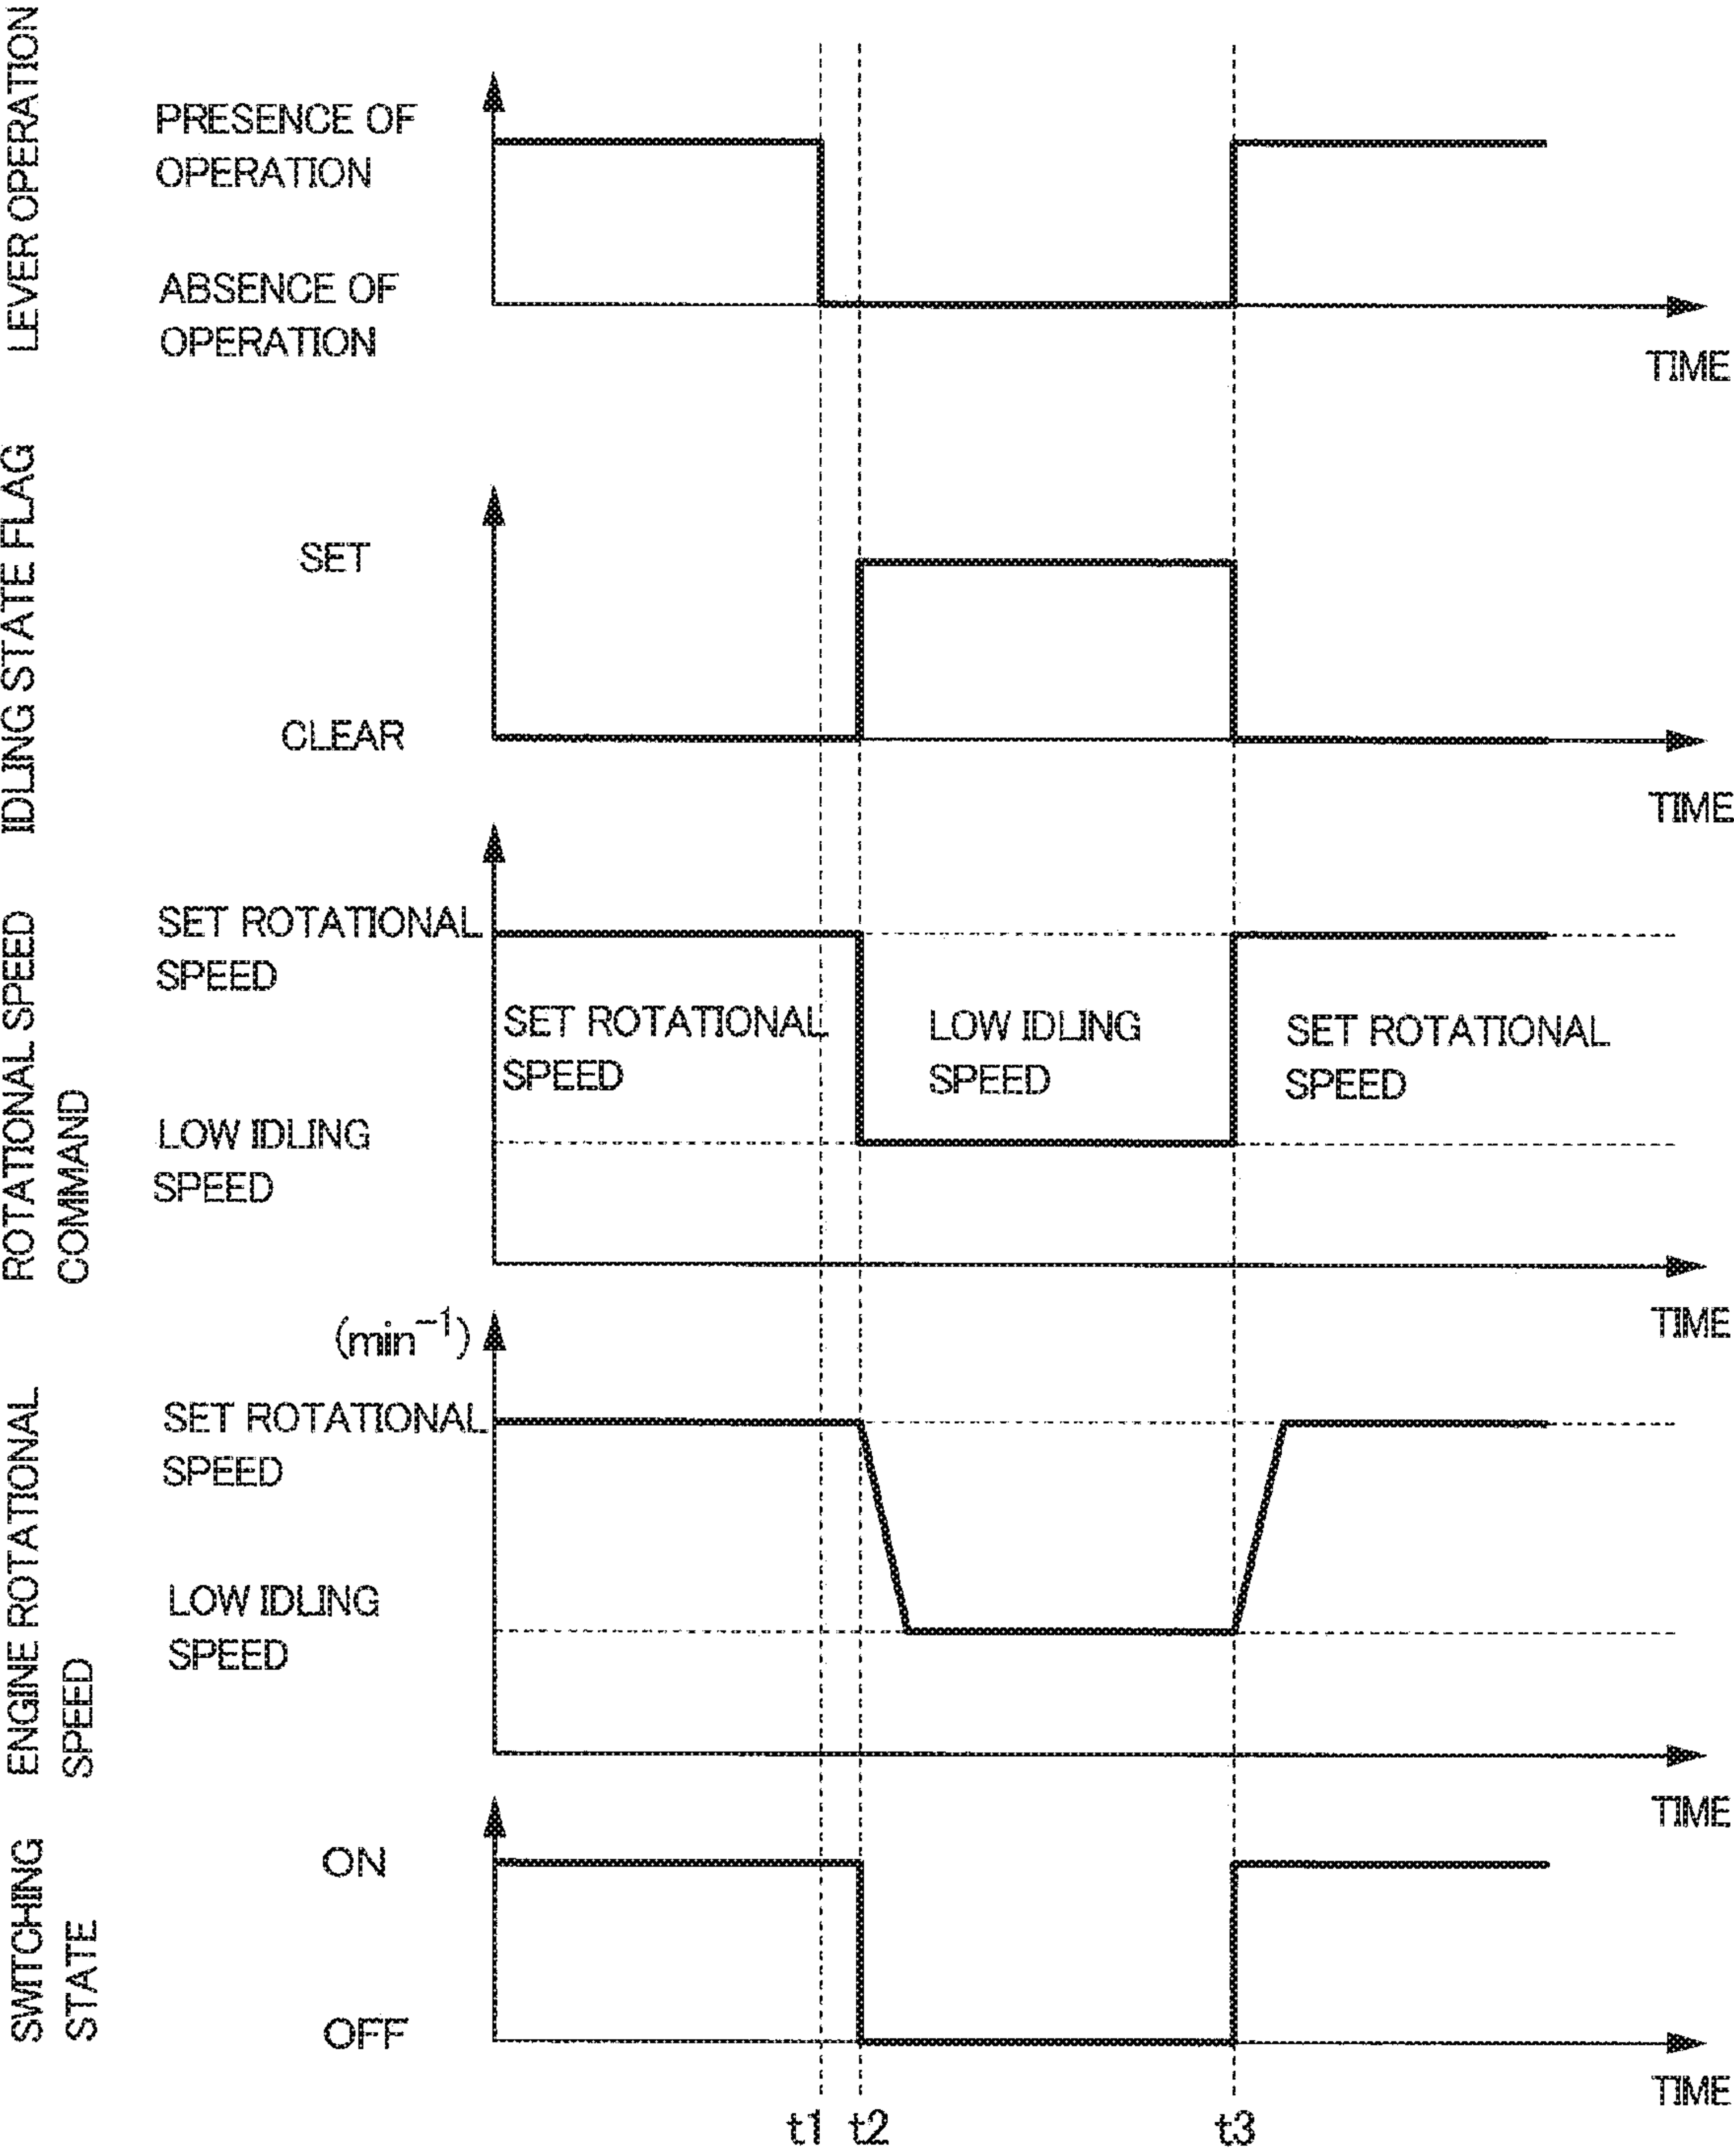 LEVER OPERATION
PRESENCE OF
OPERATION
ABSENCE OF
OPERATION
TIME
IDLING STATE FLAG
SET
CLEAR
TIME
ROTATIONAL SPEED
COMMAND
SET ROTATIONAL
SPEED
SET ROTATIONAL
SPEED
LOW IDLING
SPEED
SET ROTATIONAL
SPEED
LOW IDLING
SPEED
TIME
ENGINE ROTATIONAL
SPEED
(min⁻¹)
SET ROTATIONAL
SPEED
LOW IDLING
SPEED
TIME
SWITCHING
STATE
ON
OFF
TIME
t1 t2 t3